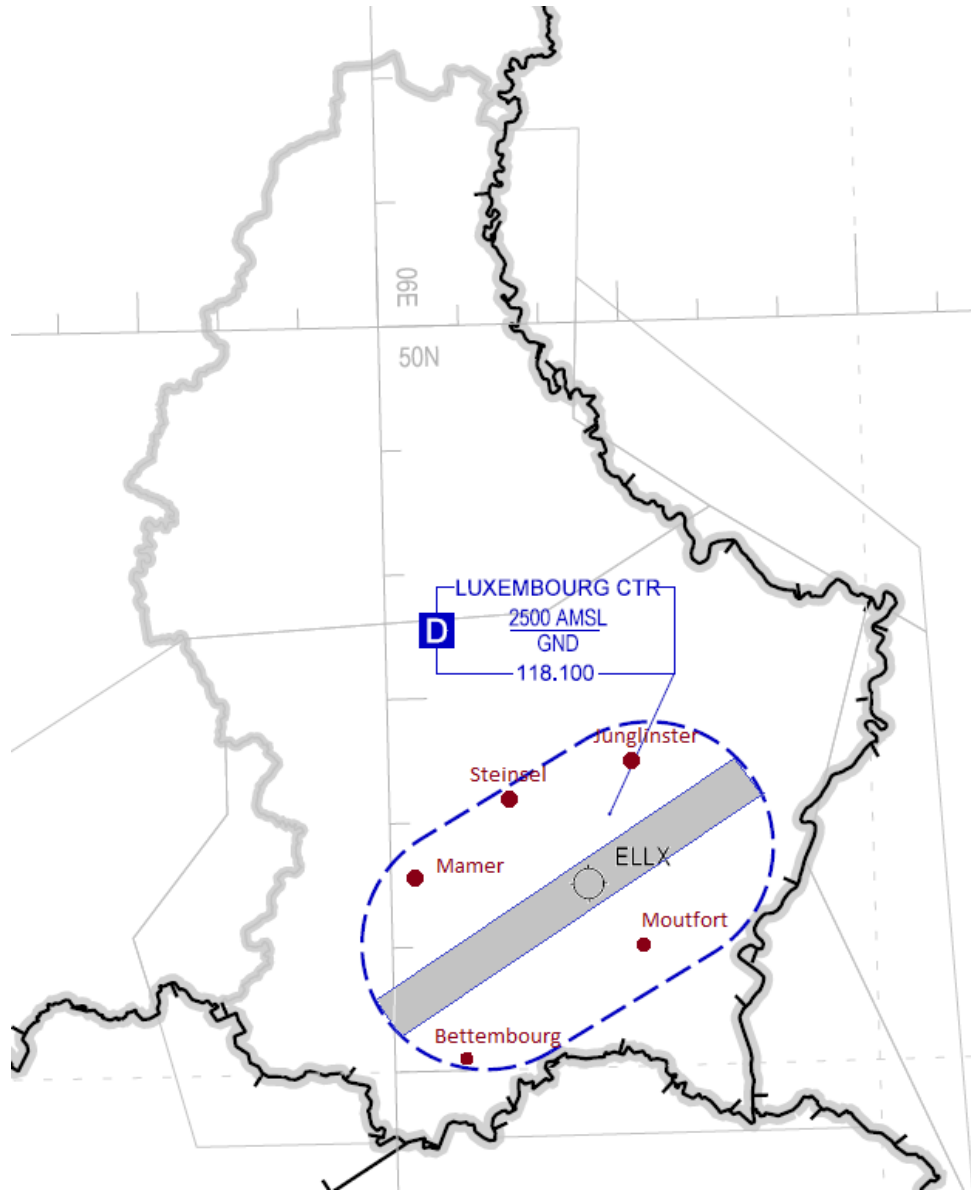 06E
50N
LUXEMBOURG CTR
D
2500 AMSL
GND
118.100
Junglinster
Steinsel
Mamer
ELLX
Moutfort
Bettembourg